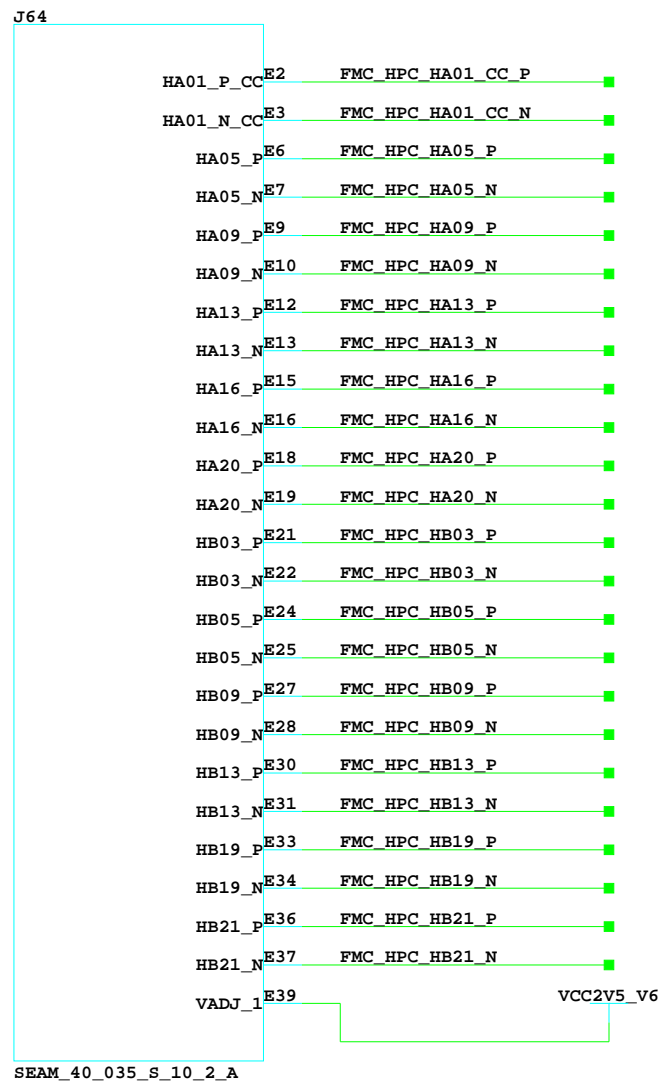 J64
HA01_P_CC E2 FMC_HPC_HA01_CC_P
HA01_N_CC E3 FMC_HPC_HA01_CC_N
HA05_P E6 FMC_HPC_HA05_P
HA05_N E7 FMC_HPC_HA05_N
HA09_P E9 FMC_HPC_HA09_P
HA09_N E10 FMC_HPC_HA09_N
HA13_P E12 FMC_HPC_HA13_P
HA13_N E13 FMC_HPC_HA13_N
HA16_P E15 FMC_HPC_HA16_P
HA16_N E16 FMC_HPC_HA16_N
HA20_P E18 FMC_HPC_HA20_P
HA20_N E19 FMC_HPC_HA20_N
HB03_P E21 FMC_HPC_HB03_P
HB03_N E22 FMC_HPC_HB03_N
HB05_P E24 FMC_HPC_HB05_P
HB05_N E25 FMC_HPC_HB05_N
HB09_P E27 FMC_HPC_HB09_P
HB09_N E28 FMC_HPC_HB09_N
HB13_P E30 FMC_HPC_HB13_P
HB13_N E31 FMC_HPC_HB13_N
HB19_P E33 FMC_HPC_HB19_P
HB19_N E34 FMC_HPC_HB19_N
HB21_P E36 FMC_HPC_HB21_P
HB21_N E37 FMC_HPC_HB21_N
VADJ_1 E39 VCC2V5_V6
SEAM_40_035_S_10_2_A